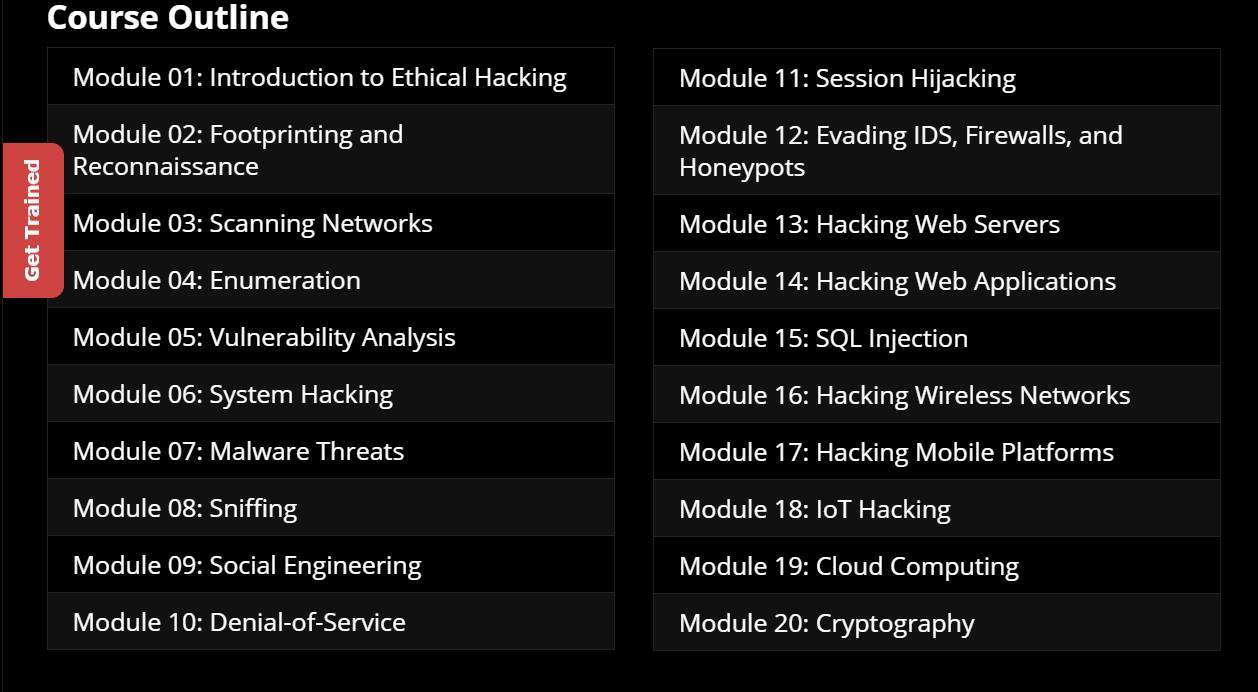 Course Outline
Module 01: Introduction to Ethical Hacking
Module 02: Footprinting and
Reconnaissance
Module 03: Scanning Networks
Module 04: Enumeration
Module 05: Vulnerability Analysis
Module 06: System Hacking
Module 07: Malware Threats
Module 08: Sniffing
Module 09: Social Engineering
Module 10: Denial-of-Service
Module 11: Session Hijacking
Module 12: Evading IDS, Firewalls, and
Honeypots
Module 13: Hacking Web Servers
Module 14: Hacking Web Applications
Module 15: SQL Injection
Module 16: Hacking Wireless Networks
Module 17: Hacking Mobile Platforms
Module 18: IoT Hacking
Module 19: Cloud Computing
Module 20: Cryptography
Get Trained